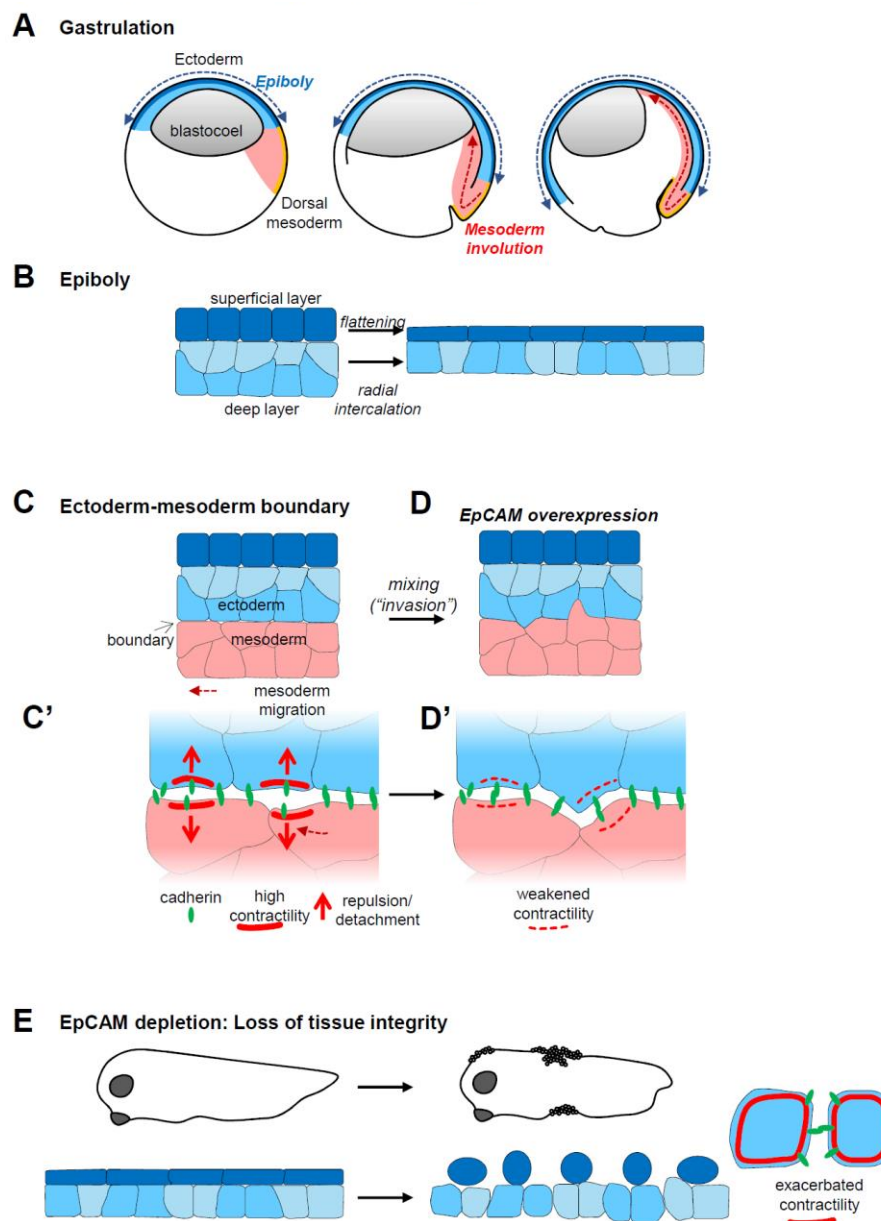 A Gastrulation
Ectoderm
Epiboly
blastocoel
Dorsal
mesoderm
Mesoderm
involution
B Epiboly
superficial layer
flattening
radial
intercalation
deep layer
C Ectoderm-mesoderm boundary
D
EpCAM overexpression
ectoderm
mixing
("invasion")
boundary
mesoderm
mesoderm
migration
C'
D'
cadherin
high
contractility
repulsion/
detachment
weakened
contractility
E EpCAM depletion: Loss of tissue integrity
exacerbated
contractility